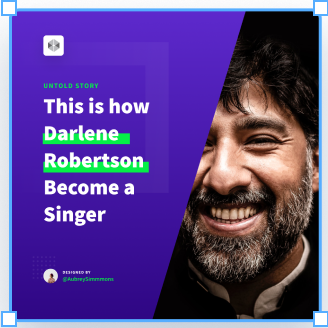 UNTOLD STORY
This is how
Darlene
Robertson
Become a
Singer
DESIGNED BY
@AubreySimmmons